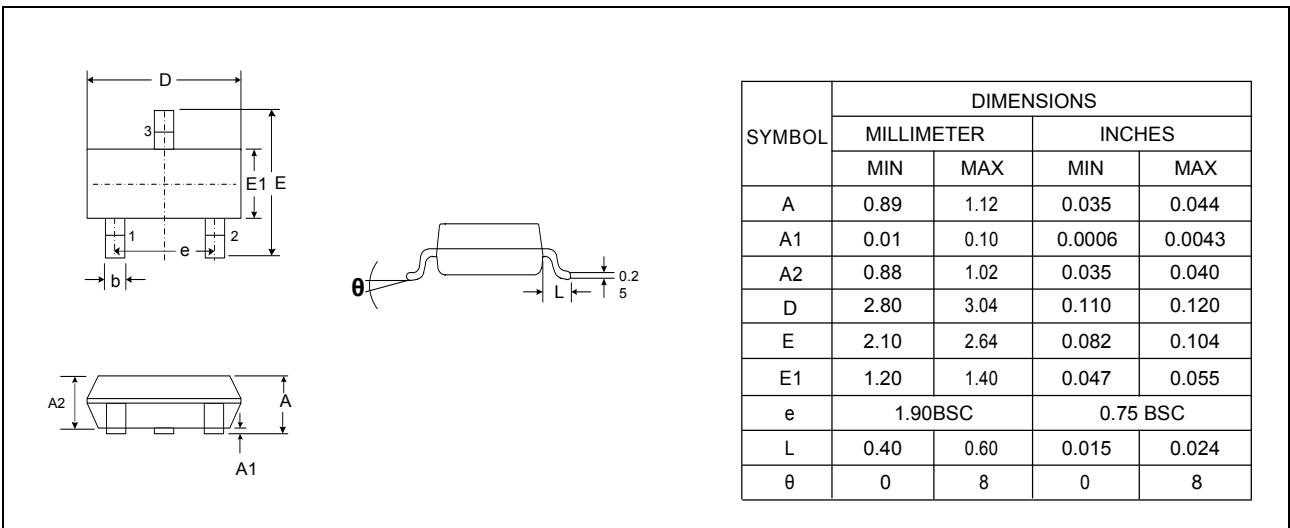 D
3
E1 E
1
2
e
b
θ
L
0.2
5
A2
A
A1
DIMENSIONS
SYMBOL MILLIMETER INCHES
MIN MAX MIN MAX
A 0.89 1.12 0.035 0.044
A1 0.01 0.10 0.0006 0.0043
A2 0.88 1.02 0.035 0.040
D 2.80 3.04 0.110 0.120
E 2.10 2.64 0.082 0.104
E1 1.20 1.40 0.047 0.055
e 1.90BSC 0.75 BSC
L 0.40 0.60 0.015 0.024
θ 0 8 0 8